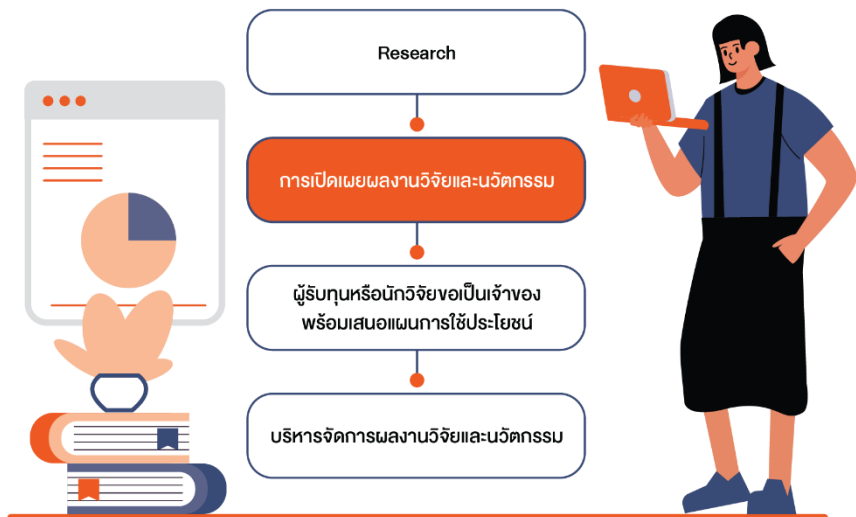 Research
การเปิดเผยผลงานวิจัยและนวัตกรรม
ผู้รับทุนหรือนักวิจัยขอเป็นเจ้าของ
พร้อมเสนอแผนการใช้ประโยชน์
บริหารจัดการผลงานวิจัยและนวัตกรรม